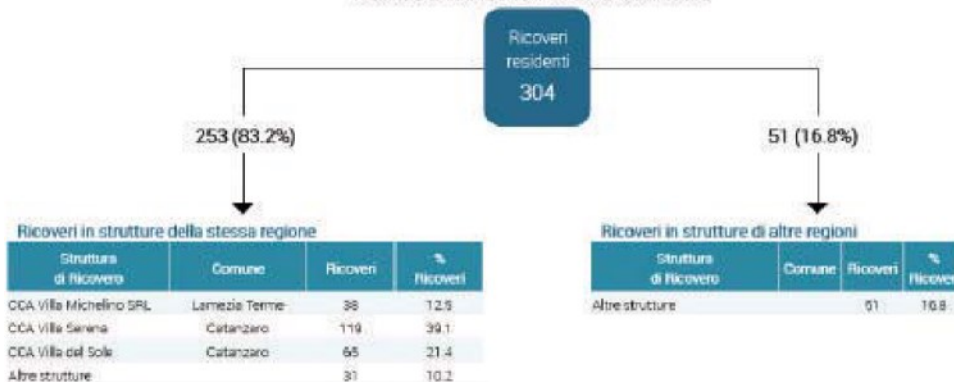 Ricoveri
residenti
304
253 (83.2%)
51 (16.8%)
Ricoveri in strutture della stessa regione
Struttura di Ricovero Comune Ricoveri % Ricoveri
CCA Villa Michelino SRL Lamezia Terme 38 12.5
CCA Villa Serena Catanzaro 119 39.1
CCA Villa del Sole Catanzaro 65 21.4
Altre strutture 31 10.2
Ricoveri in strutture di altre regioni
Struttura di Ricovero Comune Ricoveri % Ricoveri
Altre strutture 51 16.8